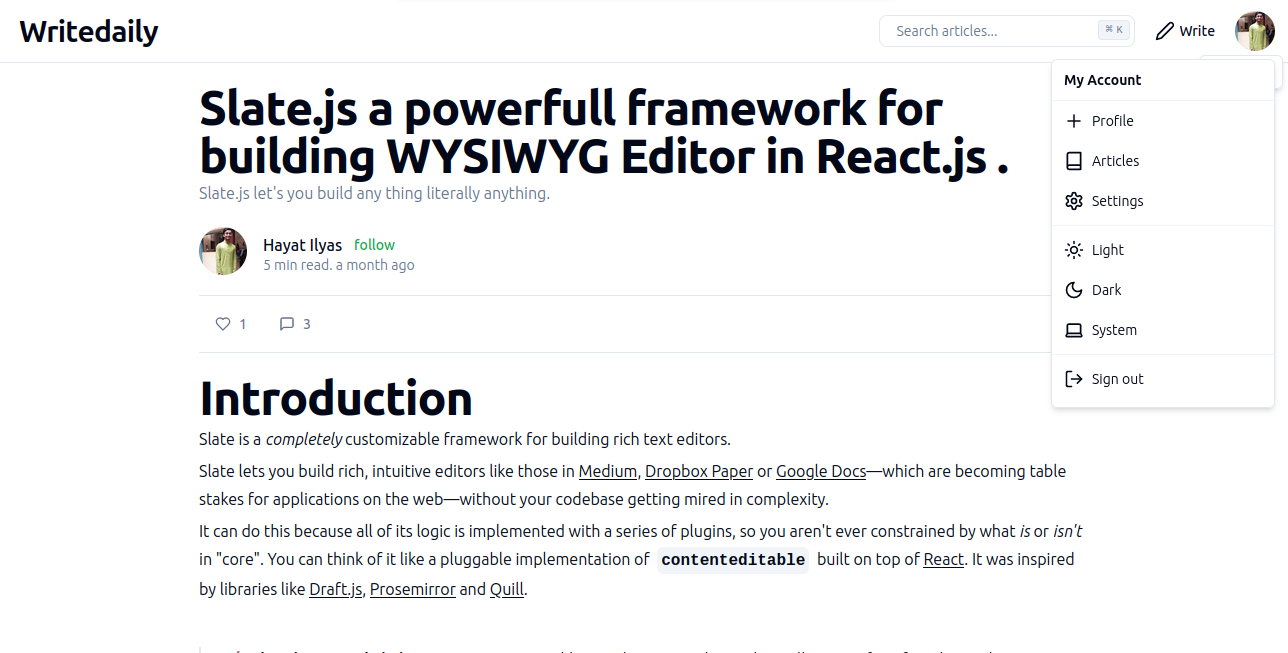 Writedaily
Search articles...
⌘ K
Write
My Account
Profile
Articles
Settings
Light
Dark
System
Sign out
Slate.js a powerfull framework for
building WYSIWYG Editor in React.js .
Slate.js let's you build any thing literally anything.
Hayat Ilyas follow
5 min read. a month ago
1 3
Introduction
Slate is a completely customizable framework for building rich text editors.
Slate lets you build rich, intuitive editors like those in Medium, Dropbox Paper or Google Docs—which are becoming table
stakes for applications on the web—without your codebase getting mired in complexity.
It can do this because all of its logic is implemented with a series of plugins, so you aren't ever constrained by what is or isn't
in "core". You can think of it like a pluggable implementation of contenteditable built on top of React. It was inspired
by libraries like Draft.js, Prosemirror and Quill.